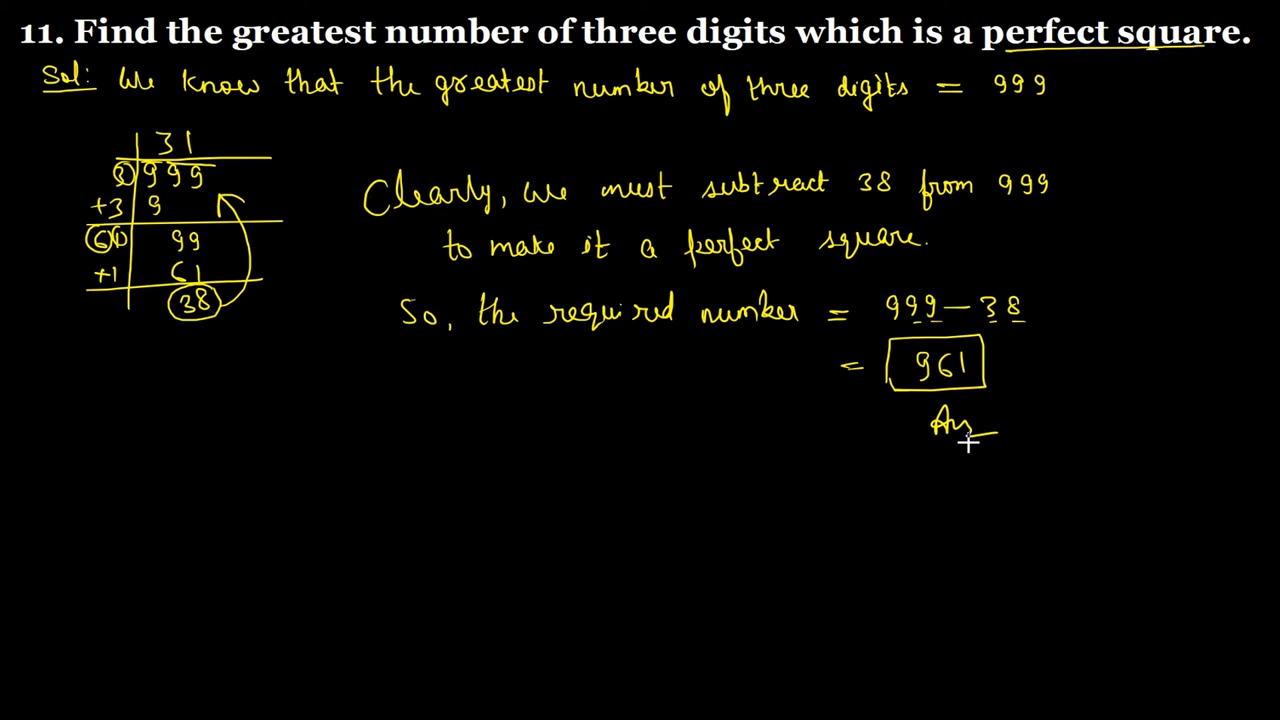 11. Find the greatest number of three digits which is a perfect square.
Sol: We know that the greatest number of three digits = 999
31
3 999
+3 9
61 99
+1 61
38
Clearly, we must subtract 38 from 999
to make it a perfect square.
So, the required number = 999 — 38
= 961
Ans